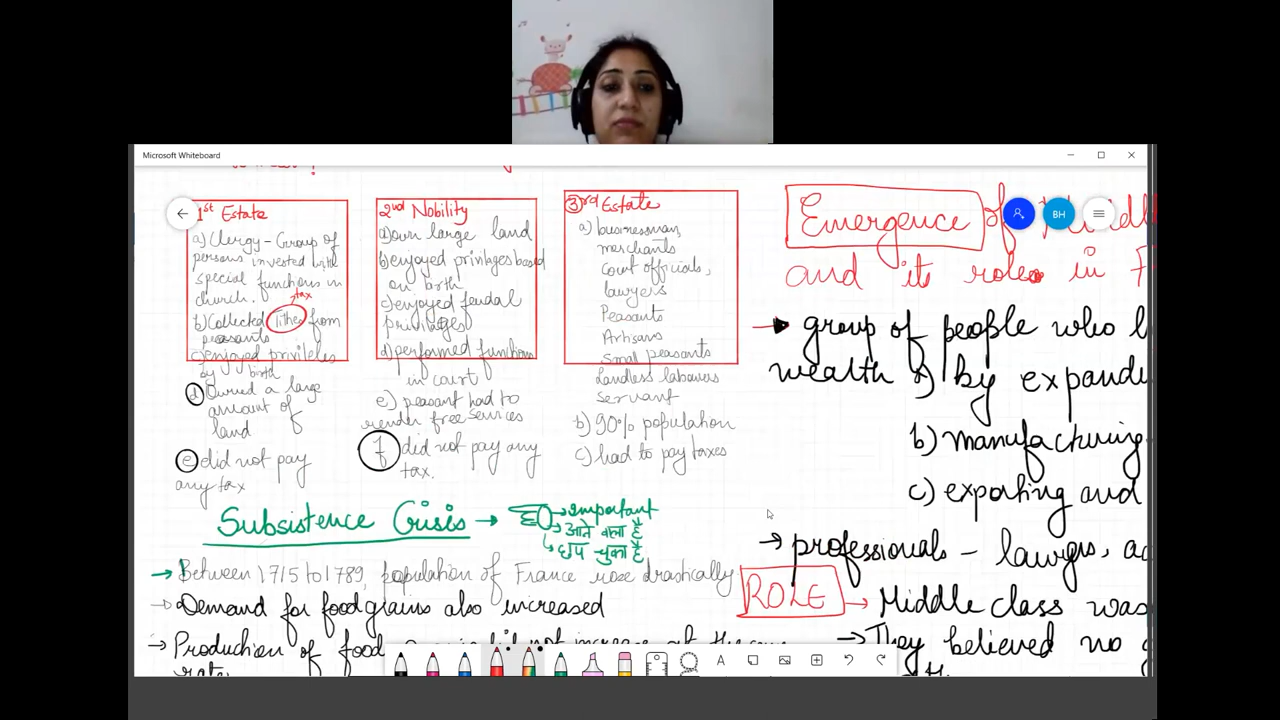 Microsoft Whiteboard
1st Estate
a) Clergy - Group of
persons invested with
special functions in
church.
tax
b) Collected tithes from
peasants
c) enjoyed
by birth
d) Owned a large
amount of
land
e) did not pay
any tax
2nd Nobility
a) own large land
b) enjoyed privileges based
on birth
c) enjoyed feudal
privileges
d) performed functions
in court
e) peasant had to
render free services
f) did not pay any
tax.
3rd Estate
a) businessman,
merchants
Court officials,
lawyers
Peasants
Artisans
Small peasants
Landless labourers
servant
b) 90% population
c) had to pay taxes
Subsistence Crisis → → important
→ आने वाला है
→ छप चुका है
→ Between 1715 to 1789, population of France rose drastically
→ Demand for foodgrains also increased
→ Production of food
rate
Emergence of
and its role in F
BH
→ group of people who
wealth a) by
b) manufacturing
c) exporting and
→ professionals -
ROLE → Middle class was
→ They believed no